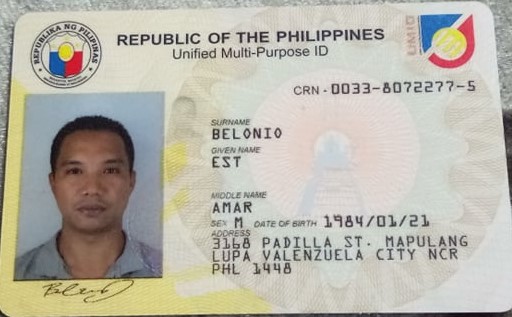 REPUBLIKA NG PILIPINAS
REPUBLIC OF THE PHILIPPINES
Unified Multi-Purpose ID
UMID
CRN - 0033-8072277-5
SURNAME
BELONIO
GIVEN NAME
EST
MIDDLE NAME
AMAR
SEX M DATE OF BIRTH 1984/01/21
ADDRESS
3168 PADILLA ST. MAPULANG
LUPA VALENZUELA CITY NCR
PHL 1448